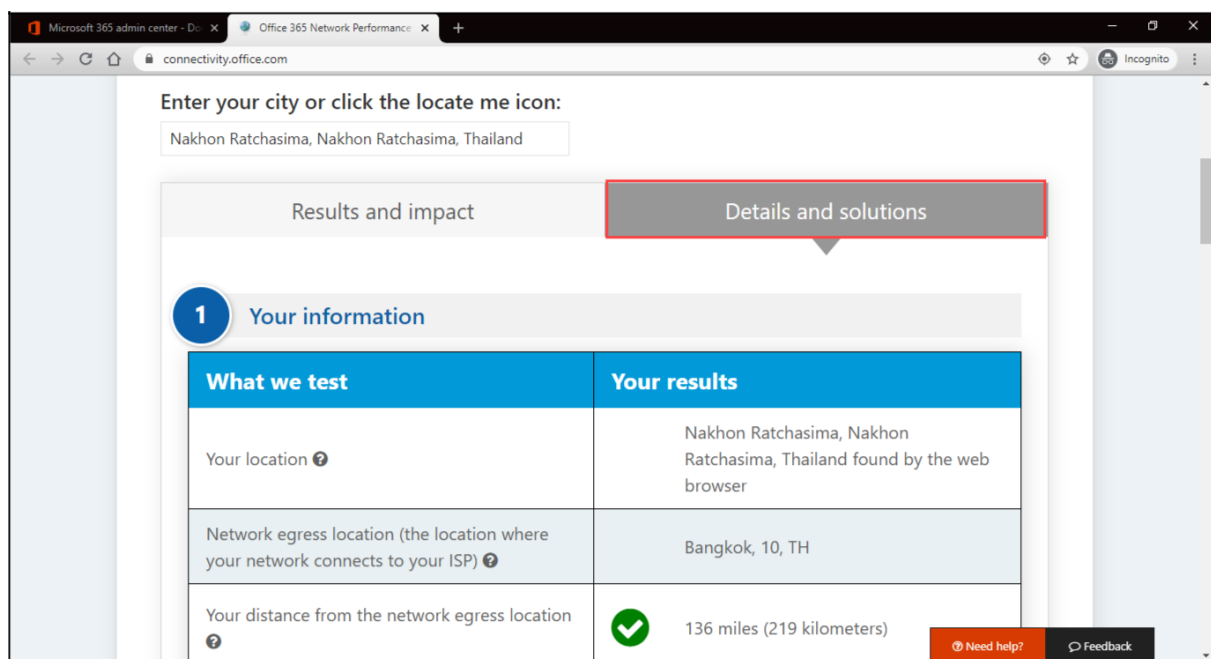 Microsoft 365 admin center - Do
Office 365 Network Performance
connectivity.office.com
Incognito
Enter your city or click the locate me icon:
Nakhon Ratchasima, Nakhon Ratchasima, Thailand
Results and impact
Details and solutions
1
Your information
What we test
Your results
Your location ?
Nakhon Ratchasima, Nakhon
Ratchasima, Thailand found by the web
browser
Network egress location (the location where
your network connects to your ISP) ?
Bangkok, 10, TH
Your distance from the network egress location
?
136 miles (219 kilometers)
? Need help?
Feedback